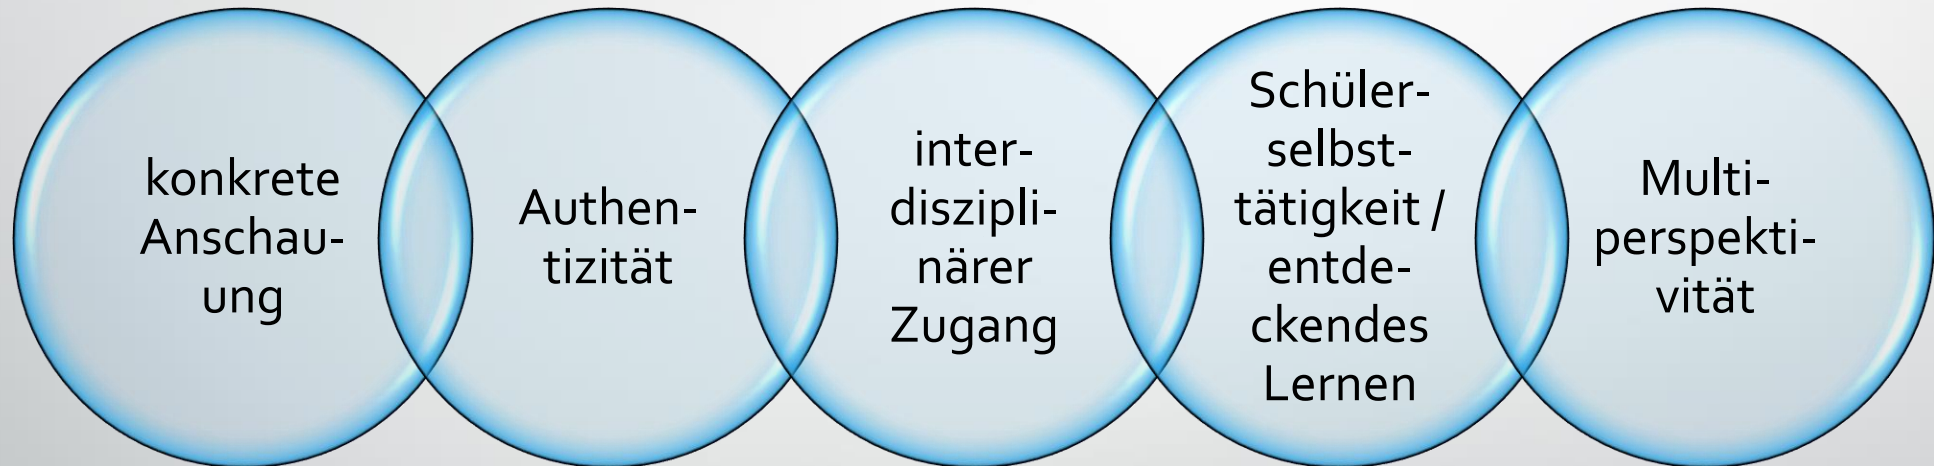 konkrete
Anschau-
ung
Authen-
tizität
inter-
diszipli-
närer
Zugang
Schüler-
selbst-
tätigkeit /
entde-
ckendes
Lernen
Multi-
perspekti-
vität